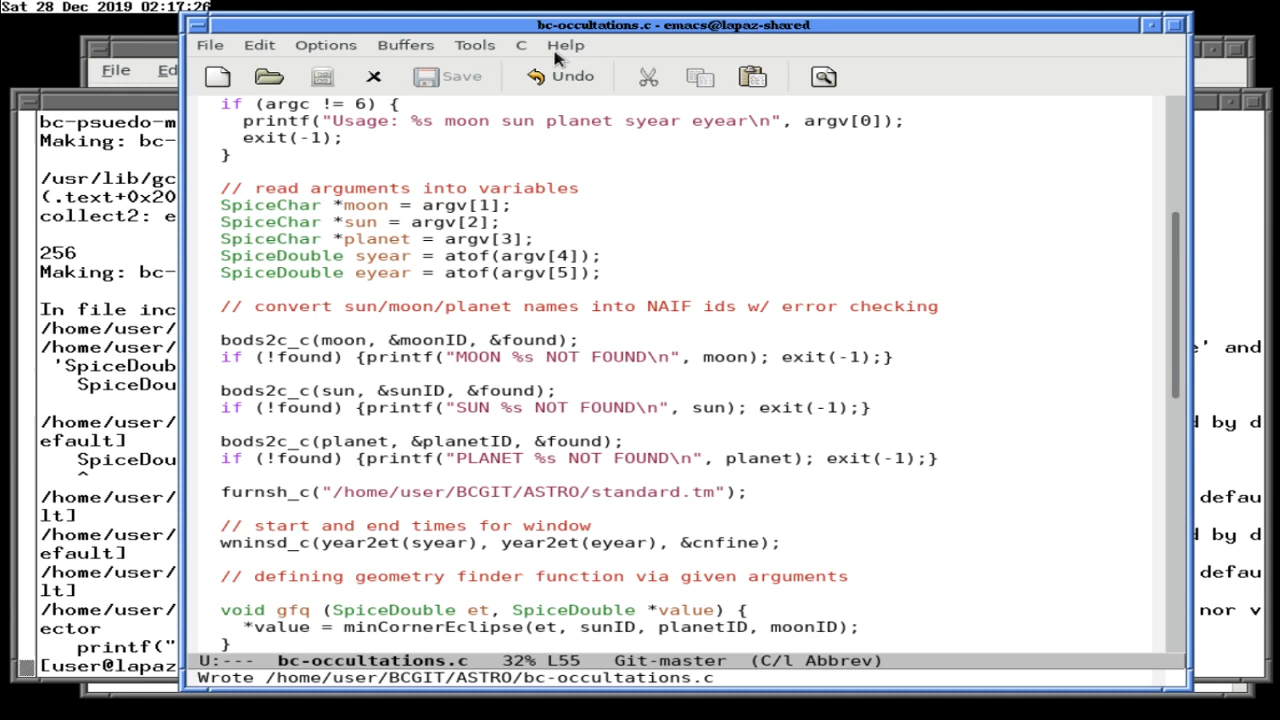 Sat 28 Dec 2019 02:17:26
bc-occultations.c - emacs@lapaz-shared
File Edit Options Buffers Tools C Help
Save Undo
if (argc != 6) {
printf("Usage: %s moon sun planet syear eyear\n", argv[0]);
exit(-1);
}
// read arguments into variables
SpiceChar *moon = argv[1];
SpiceChar *sun = argv[2];
SpiceChar *planet = argv[3];
SpiceDouble syear = atof(argv[4]);
SpiceDouble eyear = atof(argv[5]);
// convert sun/moon/planet names into NAIF ids w/ error checking
bods2c_c(moon, &moonID, &found);
if (!found) {printf("MOON %s NOT FOUND\n", moon); exit(-1);}
bods2c_c(sun, &sunID, &found);
if (!found) {printf("SUN %s NOT FOUND\n", sun); exit(-1);}
bods2c_c(planet, &planetID, &found);
if (!found) {printf("PLANET %s NOT FOUND\n", planet); exit(-1);}
furnsh_c("/home/user/BCGIT/ASTRO/standard.tm");
// start and end times for window
wninsd_c(year2et(syear), year2et(eyear), &cnfine);
// defining geometry finder function via given arguments
void gfq (SpiceDouble et, SpiceDouble *value) {
*value = minCornerEclipse(et, sunID, planetID, moonID);
}
U:--- bc-occultations.c 32% L55 Git-master (C/l Abbrev)
Wrote /home/user/BCGIT/ASTRO/bc-occultations.c
File Ed
bc-psuedo-m
Making: bc-
/usr/lib/gc
(.text+0x20
collect2: e
256
Making: bc-
In file inc
/home/user/
/home/user/ e' and
'SpiceDoub
SpiceDou
/home/user/ d by d
efault]
SpiceDou
^
/home/user/ defau
lt]
/home/user/ d by d
efault]
/home/user/ defau
lt]
/home/user/ nor v
ector
printf("
[user@lapaz